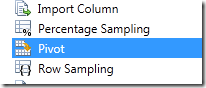 Import Column
Percentage Sampling
Pivot
Row Sampling